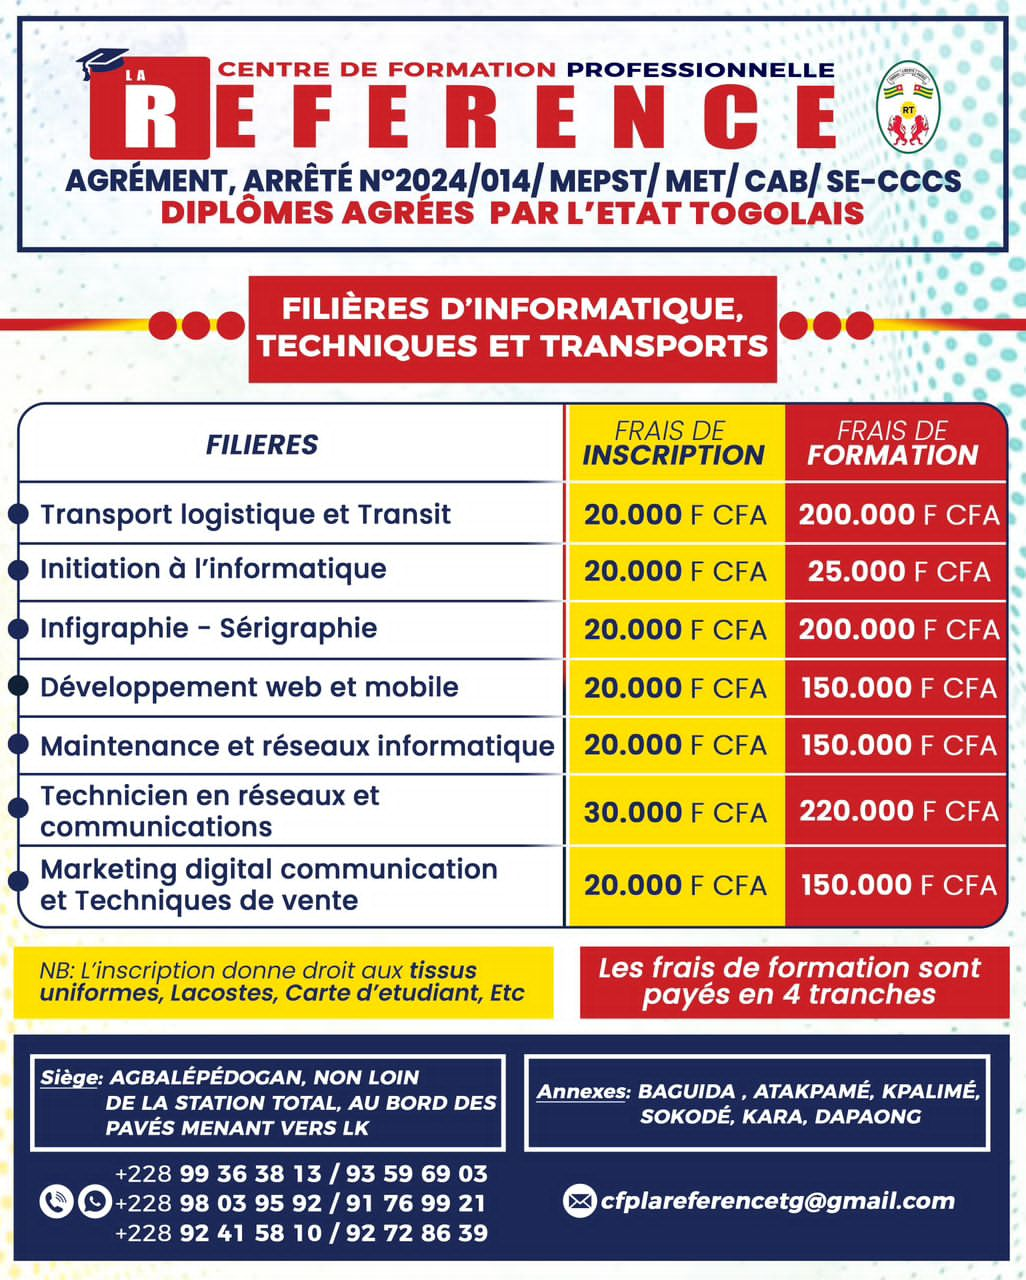 CENTRE DE FORMATION PROFESSIONNELLE
LA
REFERENCE
RT
AGRÉMENT, ARRÊTÉ N°2024/014/ MEPST/ MET/ CAB/ SE-CCCS
DIPLÔMES AGRÉES PAR L'ETAT TOGOLAIS
FILIÈRES D'INFORMATIQUE,
TECHNIQUES ET TRANSPORTS
FILIERES
FRAIS DE
INSCRIPTION
FRAIS DE
FORMATION
Transport logistique et Transit 20.000 F CFA 200.000 F CFA
Initiation à l'informatique 20.000 F CFA 25.000 F CFA
Infigraphie - Sérigraphie 20.000 F CFA 200.000 F CFA
Développement web et mobile 20.000 F CFA 150.000 F CFA
Maintenance et réseaux informatique 20.000 F CFA 150.000 F CFA
Technicien en réseaux et
communications
30.000 F CFA 220.000 F CFA
Marketing digital communication
et Techniques de vente
20.000 F CFA 150.000 F CFA
NB: L'inscription donne droit aux tissus
uniformes, Lacostes, Carte d'etudiant, Etc
Les frais de formation sont
payés en 4 tranches
Siège: AGBALÉPÉDOGAN, NON LOIN
DE LA STATION TOTAL, AU BORD DES
PAVÉS MENANT VERS LK
Annexes: BAGUIDA , ATAKPAMÉ, KPALIMÉ,
SOKODÉ, KARA, DAPAONG
+228 99 36 38 13 / 93 59 69 03
+228 98 03 95 92 / 91 76 99 21
+228 92 41 58 10 / 92 72 86 39
cfplareferencetg@gmail.com